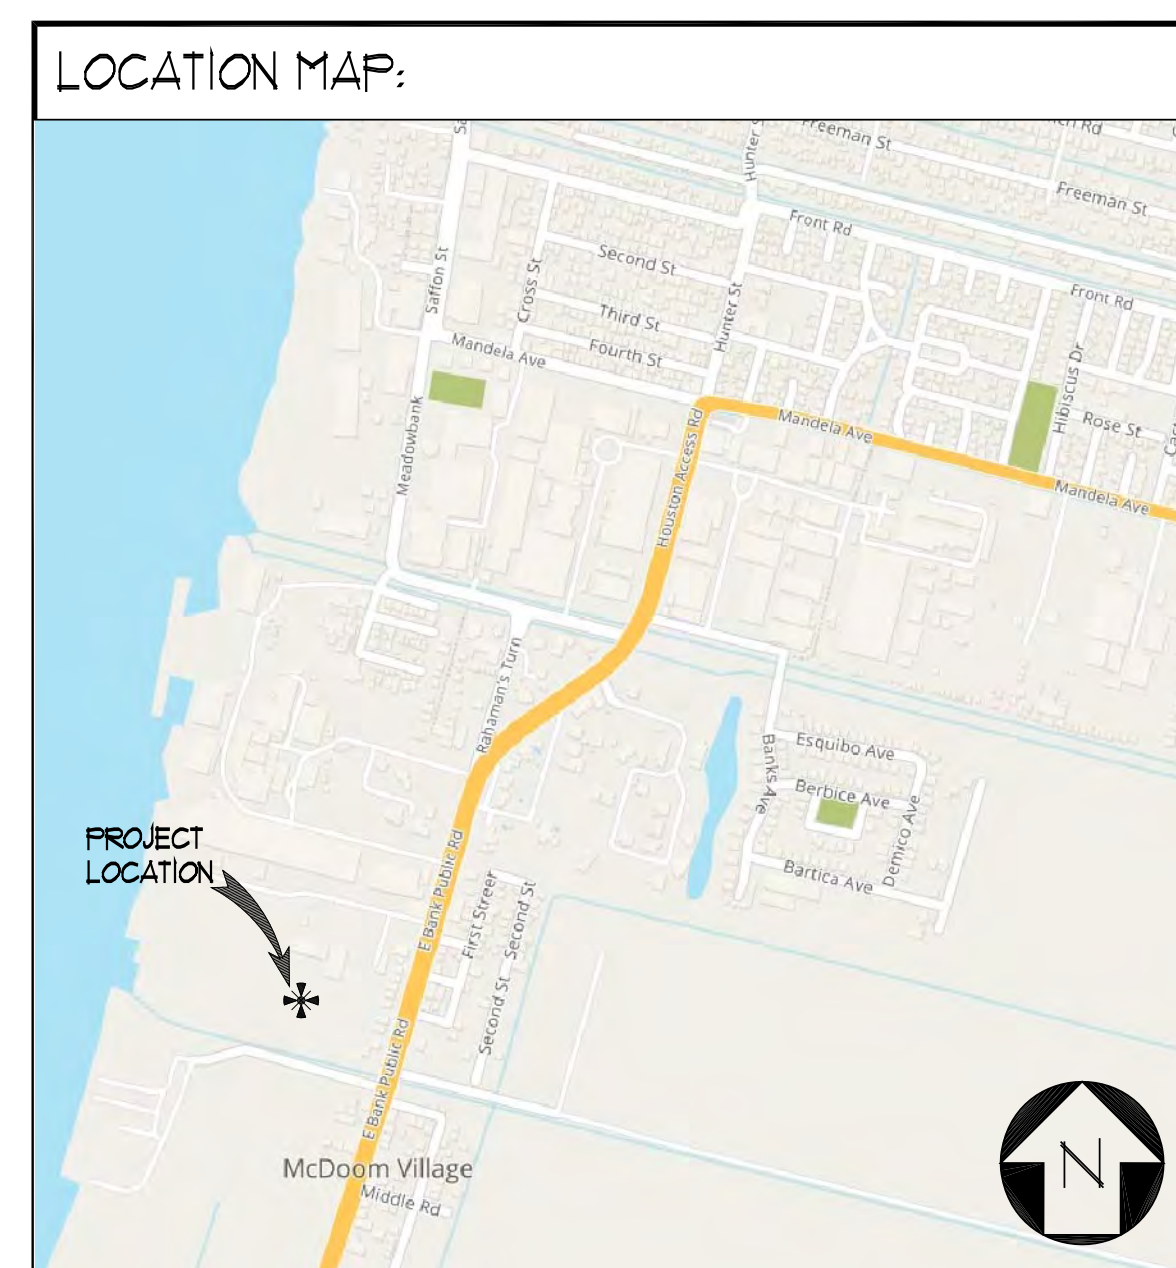 LOCATION MAP:
Freeman St
Hunter
Freeman St
Front Rd
Saffon St
Cross St
Second St
Hunter St
Front Rd
Third St
Mandela Ave
Fourth St
Hibiscus Dr
Meadowbank
Houston Access Rd
Mandela Ave
Rose St
Mandela Ave
Rahaman's Turn
Banks Ave
Esquibo Ave
Berbice Ave
Demico Ave
Bartica Ave
PROJECT
LOCATION
E Bank Public Rd
First Streer
Second St
Second St
E Bank Public Rd
McDoom Village
Middle Rd
N